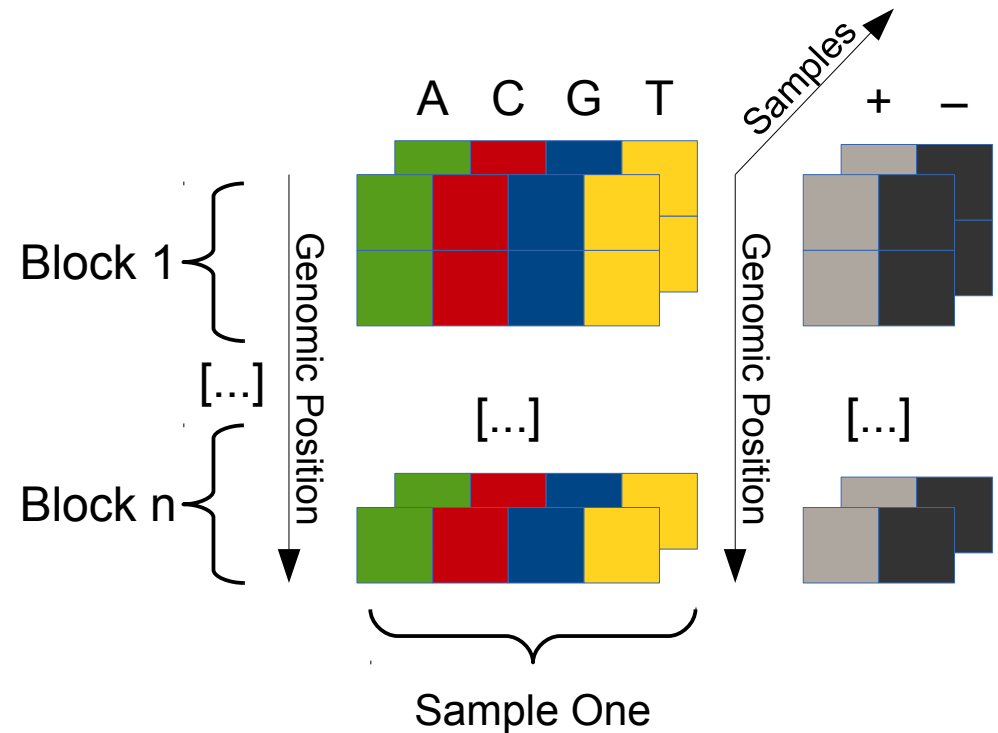 Samples
A C G T
+ –
Block 1
Genomic Position
Genomic Position
[...]
[...]
[...]
Block n
Sample One